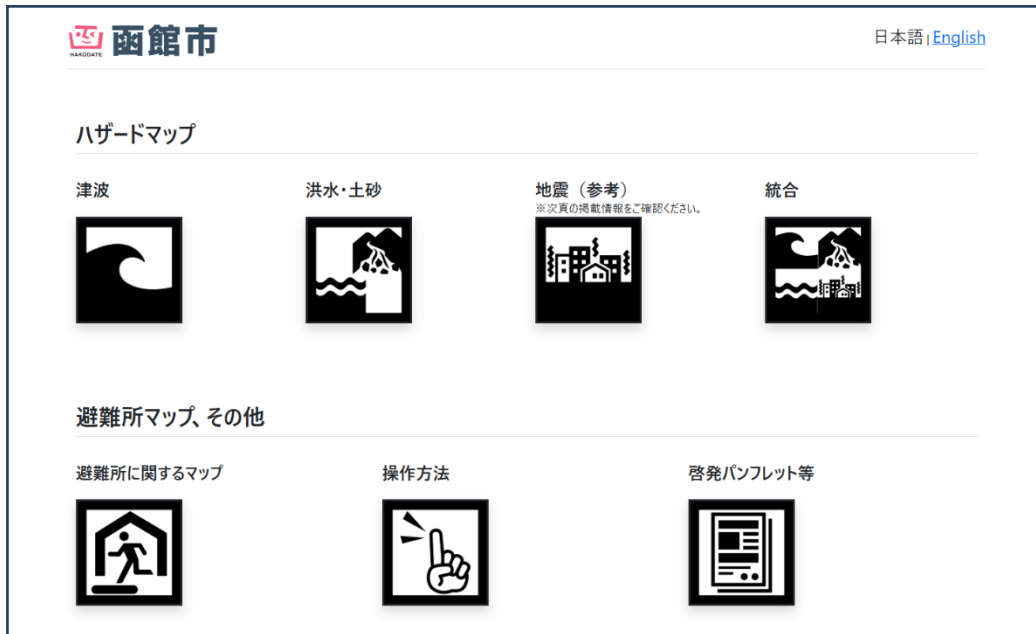 HAKODATE 函館市
日本語 | English
ハザードマップ
津波
洪水・土砂
地震（参考）
※次頁の掲載情報をご確認ください。
統合
避難所マップ、その他
避難所に関するマップ
操作方法
啓発パンフレット等